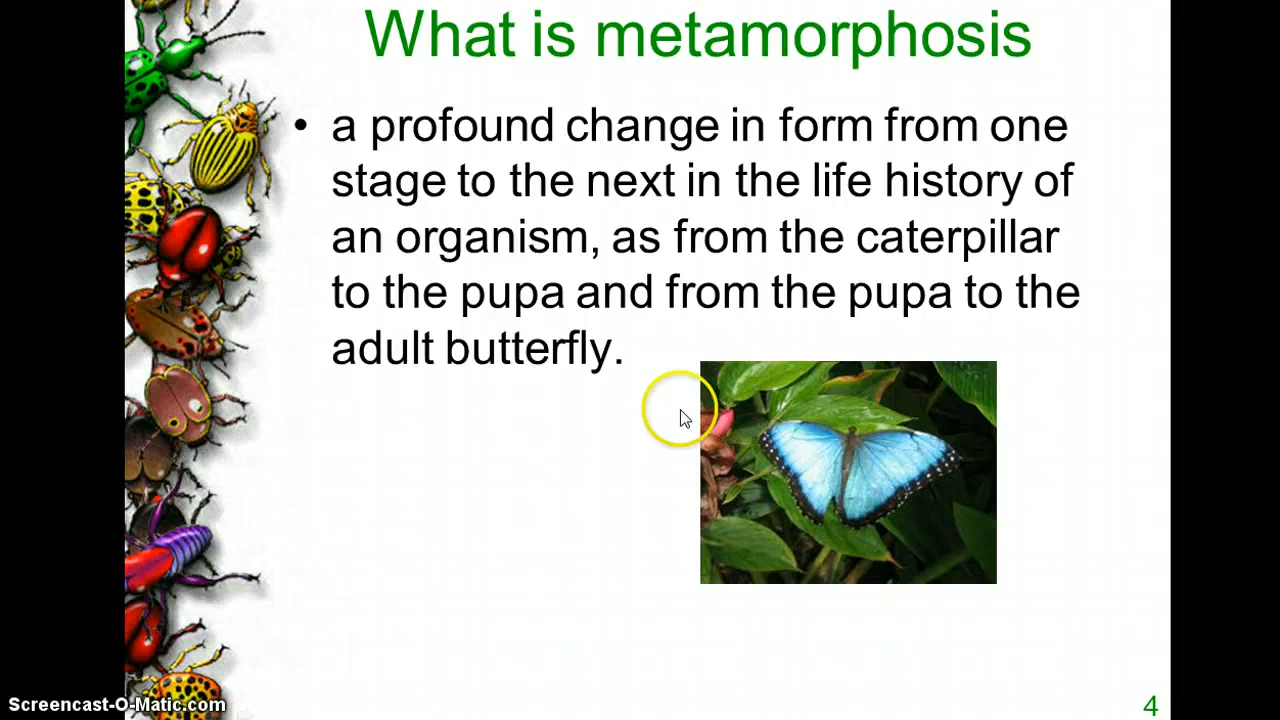 What is metamorphosis
• a profound change in form from one
stage to the next in the life history of
an organism, as from the caterpillar
to the pupa and from the pupa to the
adult butterfly.
Screencast-O-Matic.com
4